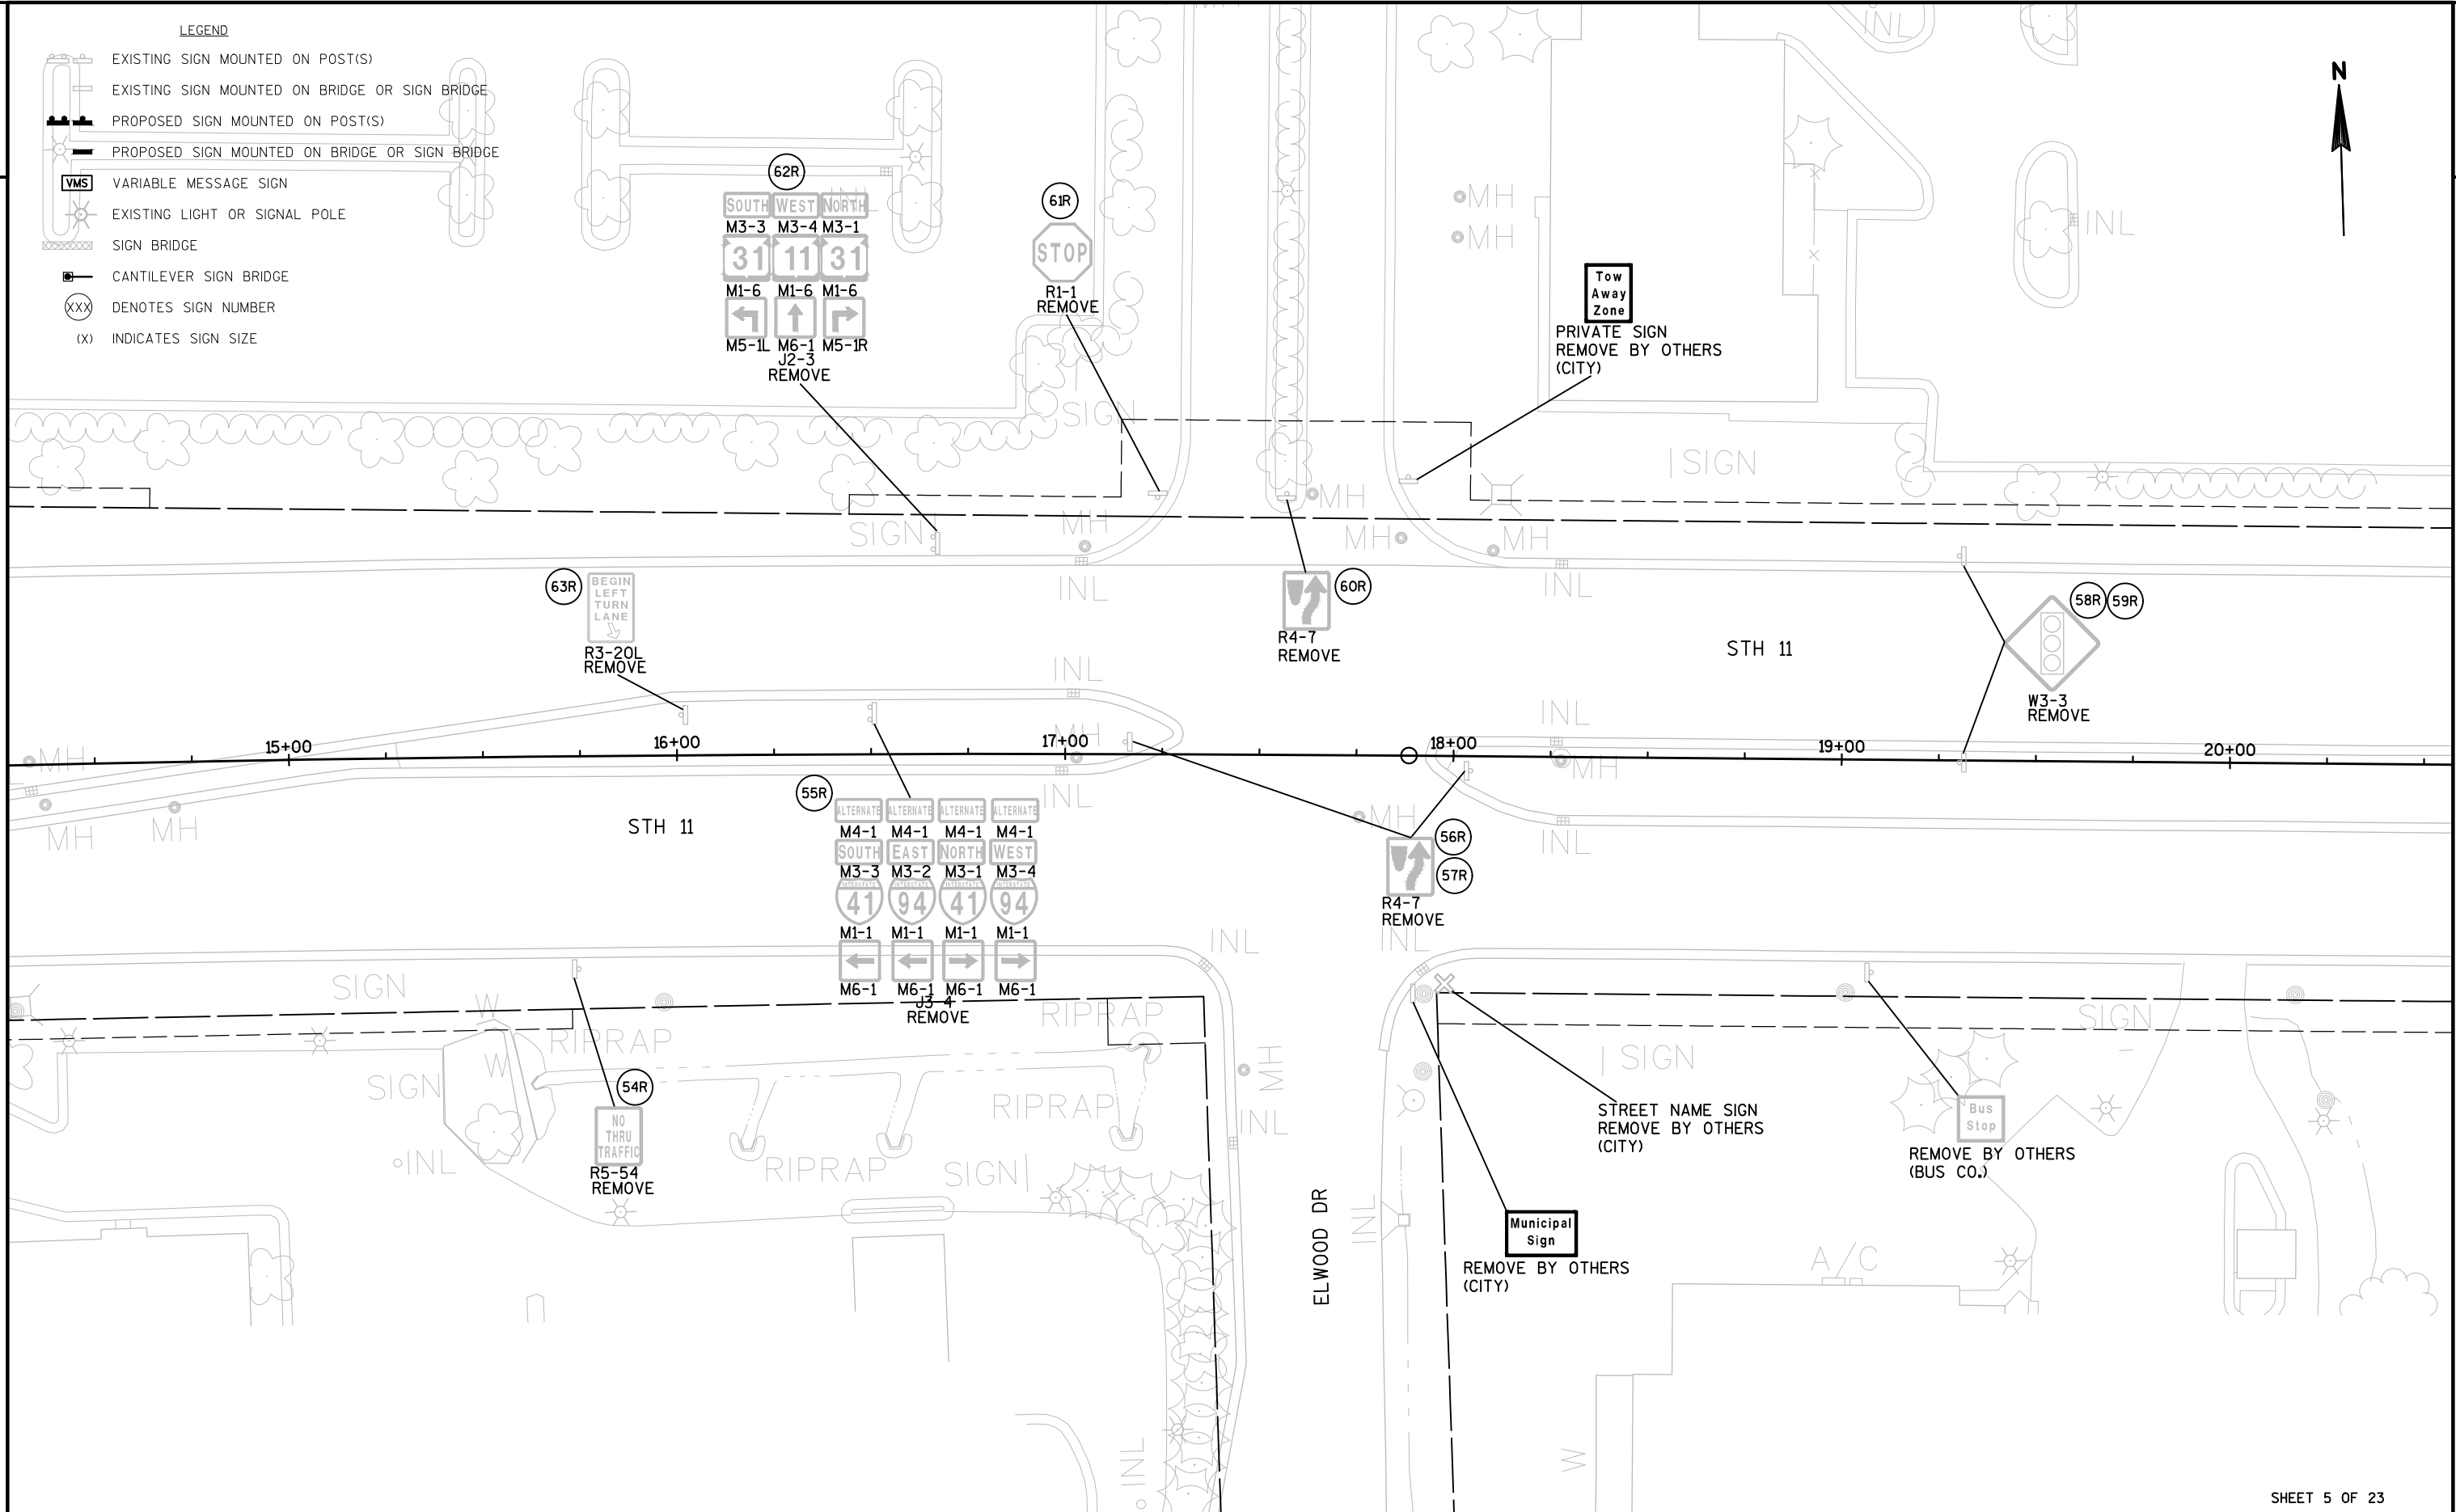 LEGEND
EXISTING SIGN MOUNTED ON POST(S)
EXISTING SIGN MOUNTED ON BRIDGE OR SIGN BRIDGE
PROPOSED SIGN MOUNTED ON POST(S)
PROPOSED SIGN MOUNTED ON BRIDGE OR SIGN BRIDGE
VMS VARIABLE MESSAGE SIGN
EXISTING LIGHT OR SIGNAL POLE
SIGN BRIDGE
CANTILEVER SIGN BRIDGE
XXX DENOTES SIGN NUMBER
(X) INDICATES SIGN SIZE
N
INL
INL
MH
MH
62R
INL
SOUTH WEST NORTH
M3-3 M3-4 M3-1
31 11 31
M1-6 M1-6 M1-6
M5-1L M6-1 M5-1R
J2-3
REMOVE
61R
STOP
R1-1
REMOVE
Tow
Away
Zone
PRIVATE SIGN
REMOVE BY OTHERS
(CITY)
SIGN
SIGN
SIGN
MH
MH
MH
MH
INL
INL
63R
BEGIN
LEFT
TURN
LANE
R3-20L
REMOVE
60R
R4-7
REMOVE
STH 11
58R 59R
W3-3
REMOVE
INL
INL
MH
MH
MH
15+00 16+00 17+00 18+00 19+00 20+00
MH
MH
INL
MH
INL
STH 11
55R
ALTERNATE ALTERNATE ALTERNATE ALTERNATE
M4-1 M4-1 M4-1 M4-1
SOUTH EAST NORTH WEST
M3-3 M3-2 M3-1 M3-4
INTERSTATE INTERSTATE INTERSTATE INTERSTATE
41 94 41 94
M1-1 M1-1 M1-1 M1-1
M6-1 M6-1 M6-1 M6-1
J3-4
REMOVE
56R
57R
R4-7
REMOVE
INL
INL
SIGN
W
RIPRAP
RIPRAP
SIGN
W
SIGN
SIGN
MH
54R
NO
THRU
TRAFFIC
R5-54
REMOVE
RIPRAP
INL
INL
RIPRAP
SIGN
STREET NAME SIGN
REMOVE BY OTHERS
(CITY)
Bus
Stop
REMOVE BY OTHERS
(BUS CO.)
ELWOOD DR
INL
Municipal
Sign
REMOVE BY OTHERS
(CITY)
A/C
INL
W
SHEET 5 OF 23